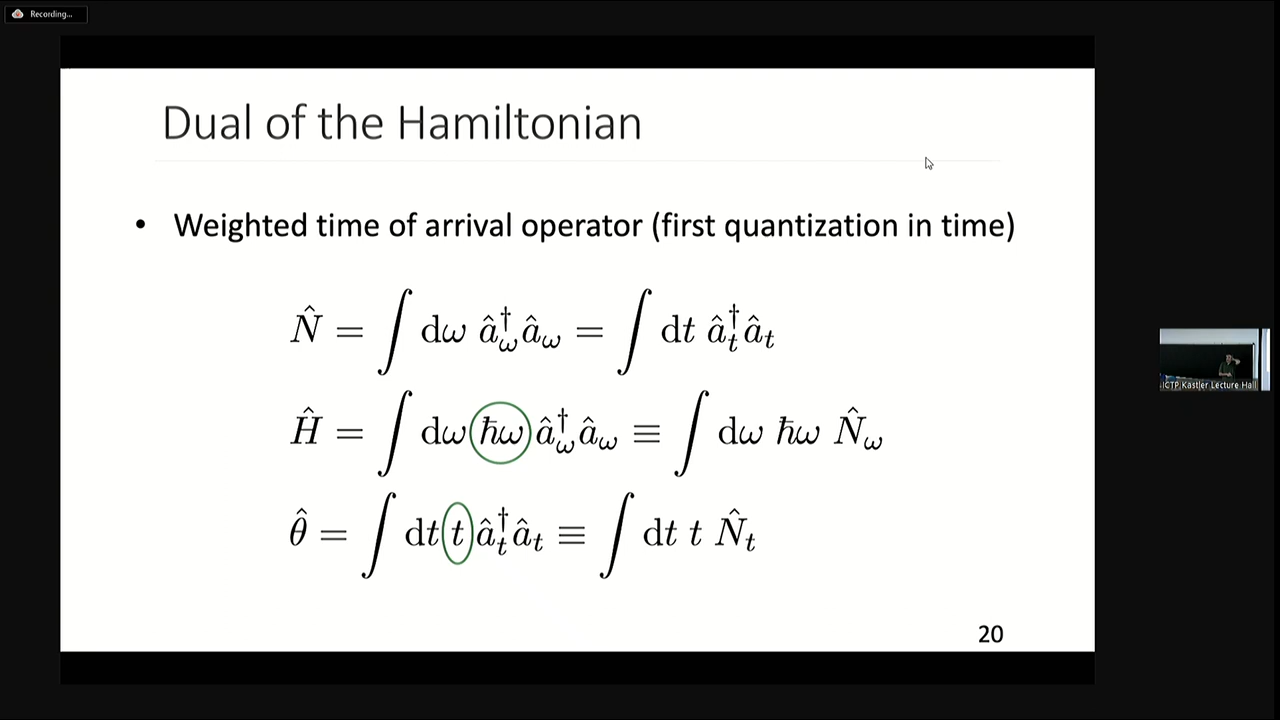 Recording...
Dual of the Hamiltonian
• Weighted time of arrival operator (first quantization in time)
N̂ = ∫ dω â†_ω â_ω = ∫ dt â†_t â_t
Ĥ = ∫ dω ħω â†_ω â_ω ≡ ∫ dω ħω N̂_ω
θ̂ = ∫ dt t â†_t â_t ≡ ∫ dt t N̂_t
20
ICTP Kastler Lecture Hall